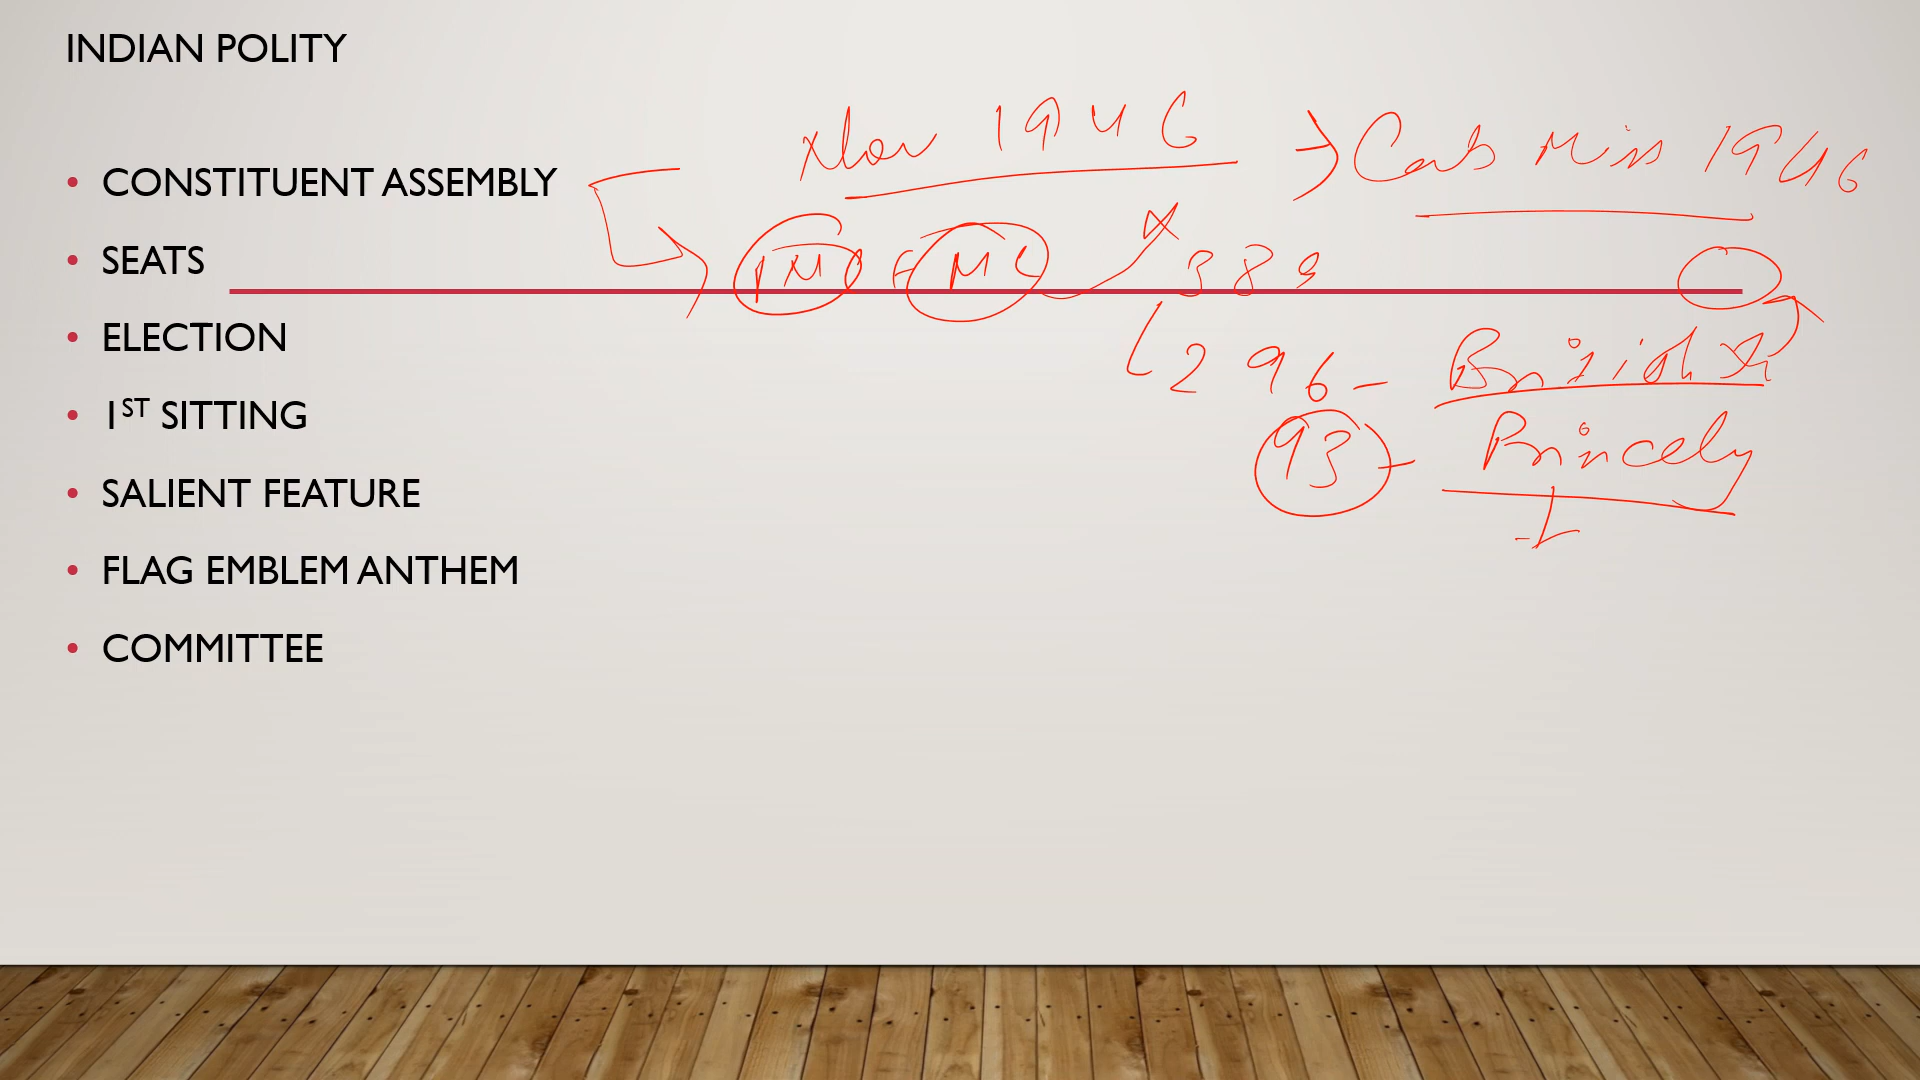 INDIAN POLITY
Nov 1946
Cab Miss 1946
• CONSTITUENT ASSEMBLY
• SEATS
INC + ML
389
• ELECTION
296 - British
93 - Princely
• 1ST SITTING
• SALIENT FEATURE
• FLAG EMBLEM ANTHEM
• COMMITTEE